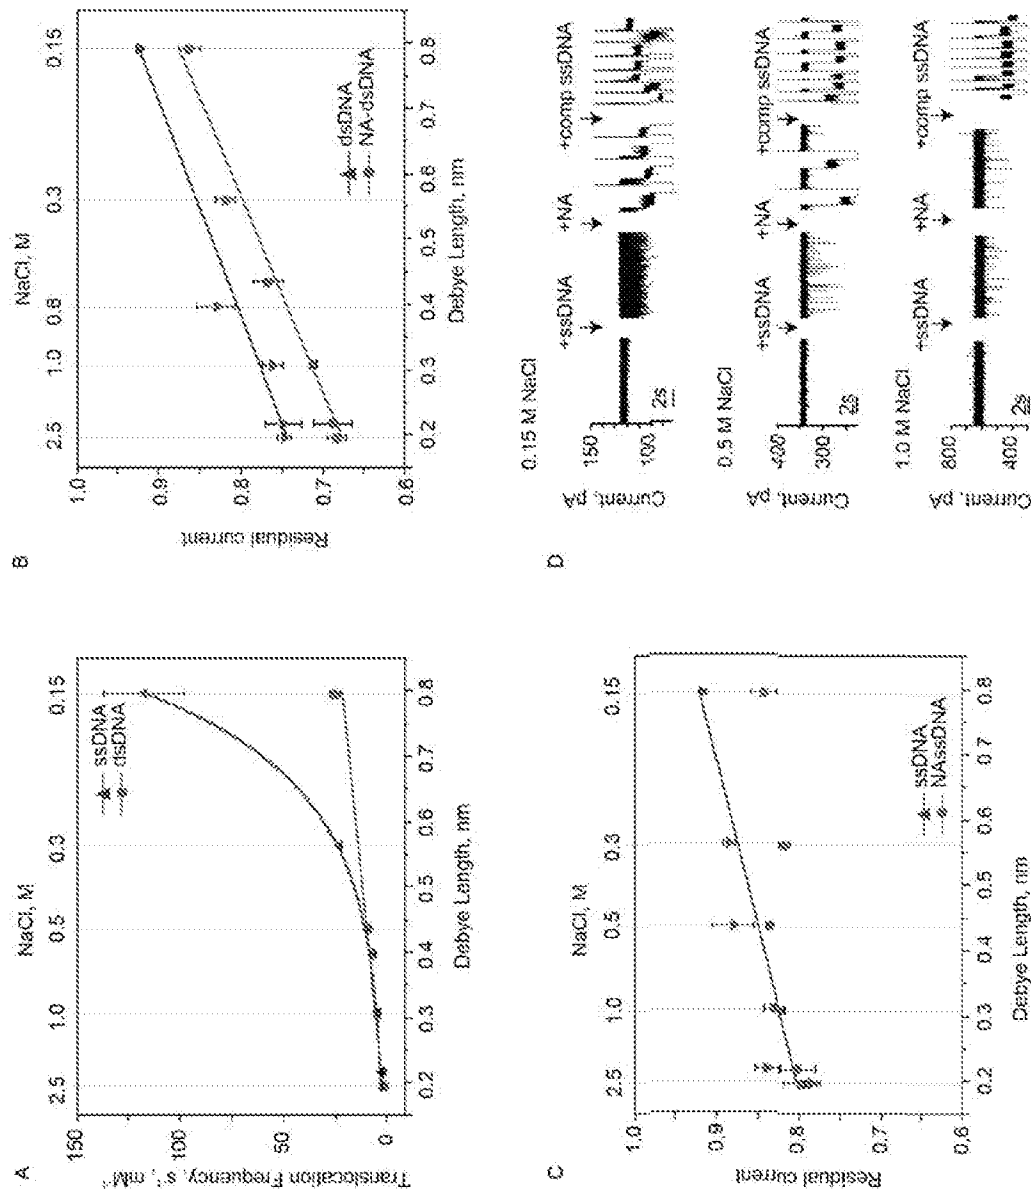 A
NaCl, M
2.5
1.0
0.5
0.3
0.15
150
100
50
0
Translocation Frequency, s⁻¹, mM⁻¹
ssDNA
dsDNA
0.2
0.3
0.4
0.5
0.6
0.7
0.8
Debye Length, nm
B
NaCl, M
2.5
1.0
0.8
0.3
0.15
1.0
0.9
0.8
0.7
0.6
Residual current
dsDNA
NA-dsDNA
0.2
0.3
0.4
0.5
0.6
0.7
0.8
Debye Length, nm
C
NaCl, M
2.5
1.0
0.5
0.3
0.15
1.0
0.9
0.8
0.7
0.6
Residual current
ssDNA
NAssDNA
0.2
0.3
0.4
0.5
0.6
0.7
0.8
Debye Length, nm
D
0.15 M NaCl
+ssDNA
+NA
+comp ssDNA
150
100
Current, pA
2s
0.5 M NaCl
+ssDNA
+NA
+comp ssDNA
400
300
Current, pA
2s
1.0 M NaCl
+ssDNA
+NA
+comp ssDNA
800
400
Current, pA
2s